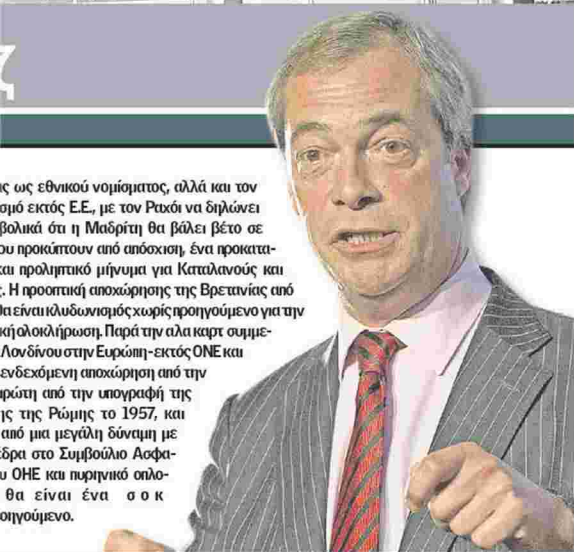 ς
ις ως εθνικού νομίσματος, αλλά και τον
σμό εκτός Ε.Ε., με τον Ραχόι να δηλώνει
βολικά ότι η Μαδρίτη θα βάλει βέτο σε
ου προκύπτουν από απόσχιση, ένα προκατα-
και προληπτικό μήνυμα για Καταλανούς και
ς. Η προοπτική αποχώρησης της Βρετανίας από
θα είναι κλυδωνισμός χωρίς προηγούμενο για την
κή ολοκλήρωση. Παρά την αλα καρτ συμμε-
Λονδίνου στην Ευρώπη-εκτός ΟΝΕ και
ενδεχόμενη αποχώρηση από την
πρώτη από την υπογραφή της
ης της Ρώμης το 1957, και
από μια μεγάλη δύναμη με
έδρα στο Συμβούλιο Ασφα-
υ ΟΗΕ και πυρηνικό οπλο-
θα είναι ένα σοκ
οηγούμενο.